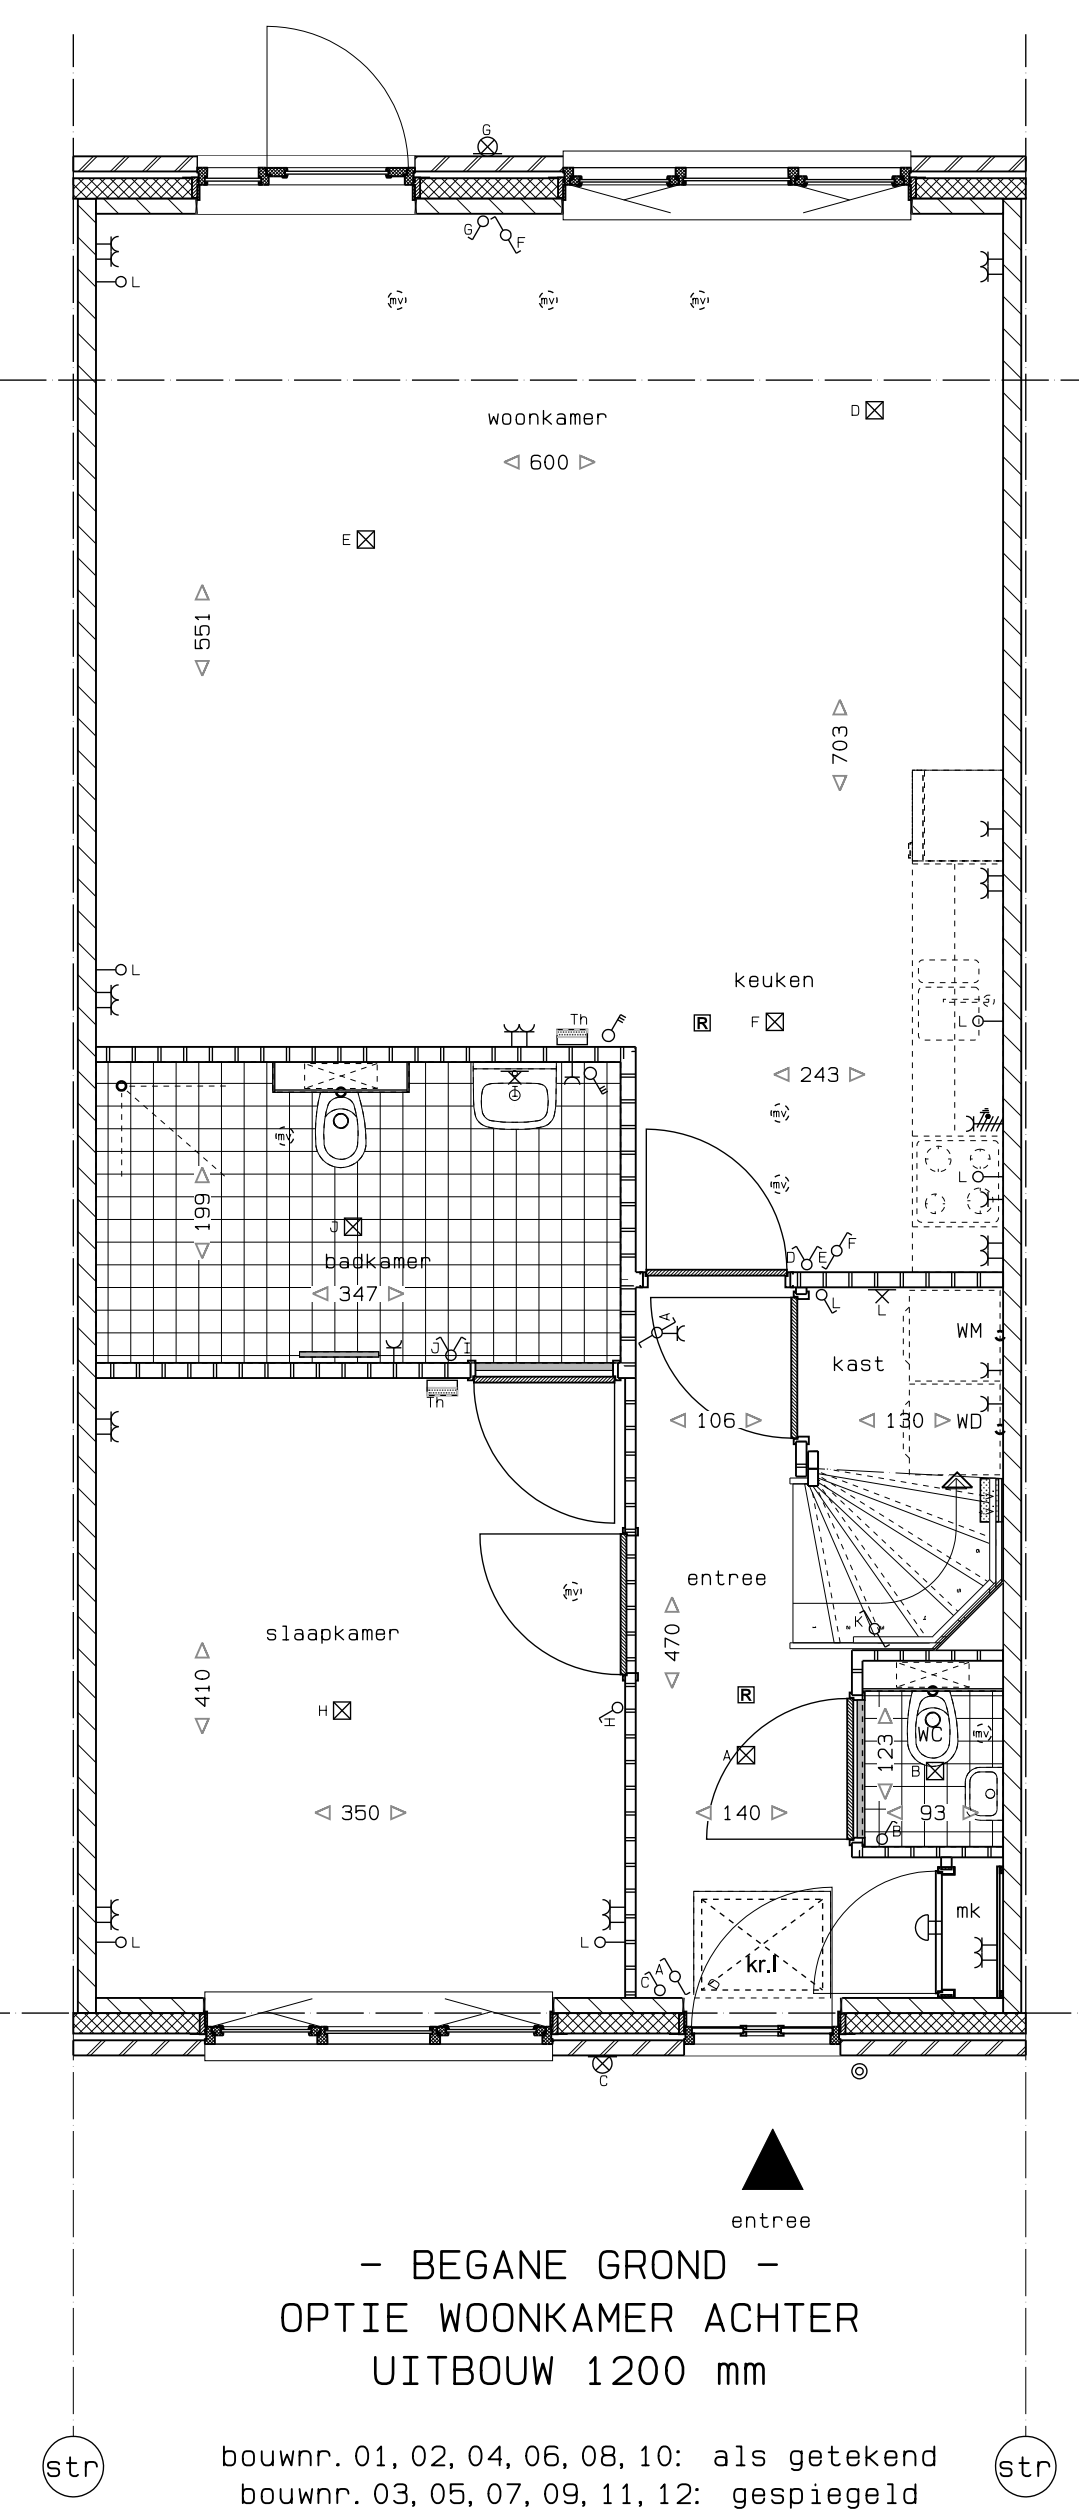 G
G
F
L
mv
mv
mv
woonkamer
D
600
E
551
703
L
keuken
Th
R
F
L
243
mv
I
mv
199
J
badkamer
347
mv
L
D
E
F
J
I
A
L
L
WM
kast
Th
106
130
WD
entree
mv
slaapkamer
K
470
410
H
H
R
WC
mv
123
A
B
350
140
93
B
mk
L
kr.l
C
A
D
C
entree
- BEGANE GROND -
OPTIE WOONKAMER ACHTER
UITBOUW 1200 mm
str
str
bouwnr. 01, 02, 04, 06, 08, 10: als getekend
bouwnr. 03, 05, 07, 09, 11, 12: gespiegeld